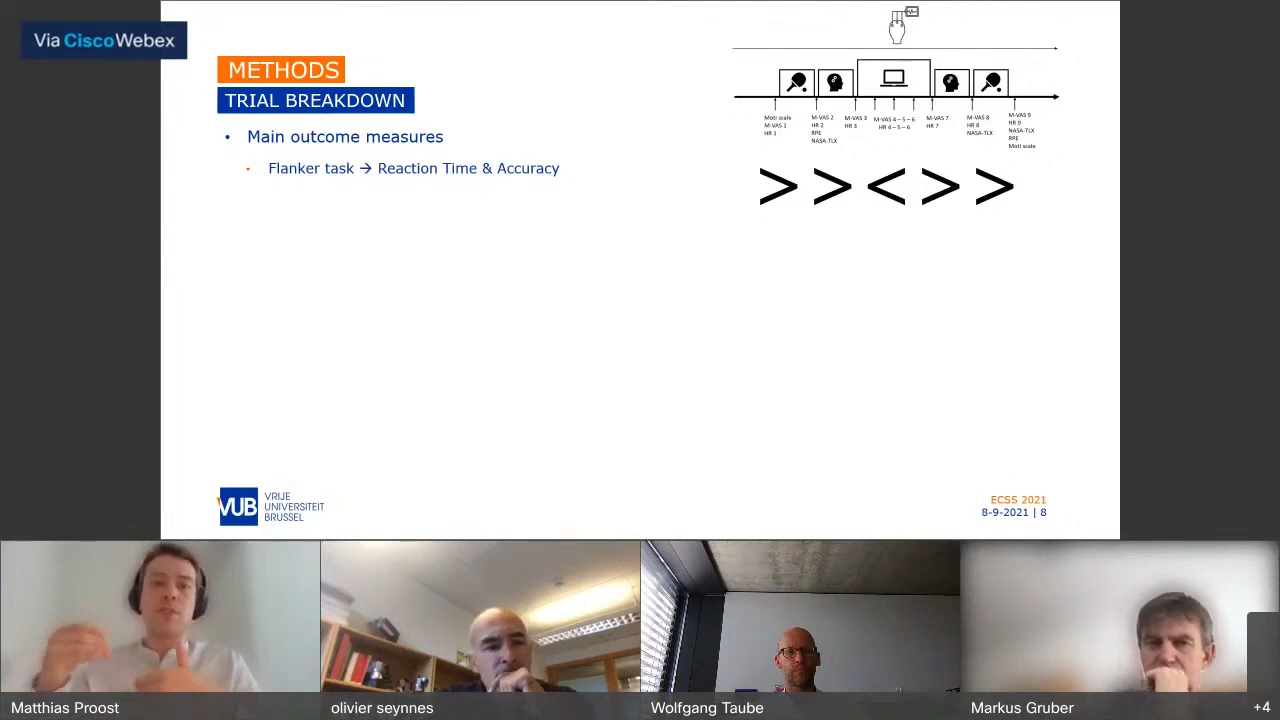 Via Cisco Webex
METHODS
TRIAL BREAKDOWN
• Main outcome measures
Flanker task → Reaction Time & Accuracy
Moti scale
M-VAS 1
HR 1
M-VAS 2
HR 2
RPE
NASA-TLX
M-VAS 3
HR 3
M-VAS 4 – 5 – 6
HR 4 – 5 – 6
M-VAS 7
HR 7
M-VAS 8
HR 8
NASA-TLX
M-VAS 9
HR 9
NASA-TLX
RPE
Moti scale
> > < > >
VUB
VRIJE
UNIVERSITEIT
BRUSSEL
ECSS 2021
8-9-2021 | 8
Matthias Proost
olivier seynnes
Wolfgang Taube
Markus Gruber
+4